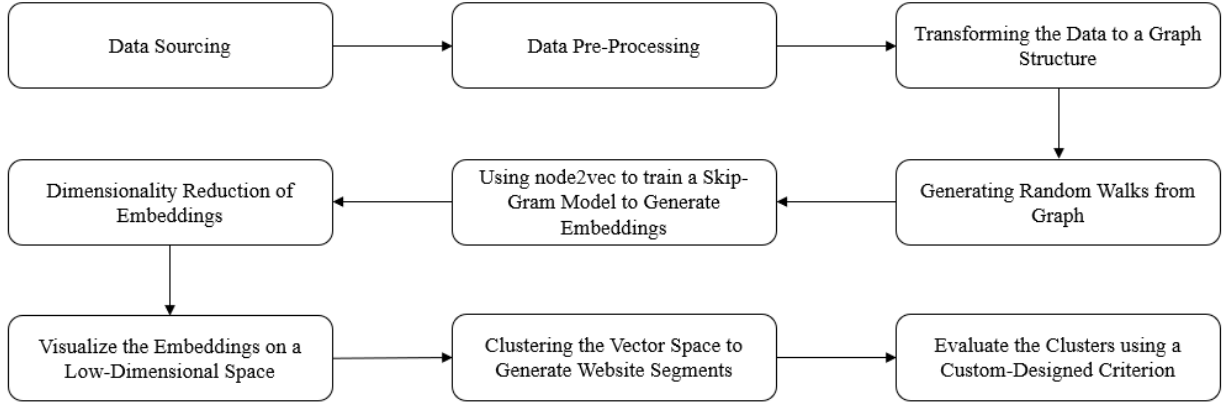 Data Sourcing
Data Pre-Processing
Transforming the Data to a Graph
Structure
Generating Random Walks from
Graph
Using node2vec to train a Skip-
Gram Model to Generate
Embeddings
Dimensionality Reduction of
Embeddings
Visualize the Embeddings on a
Low-Dimensional Space
Clustering the Vector Space to
Generate Website Segments
Evaluate the Clusters using a
Custom-Designed Criterion